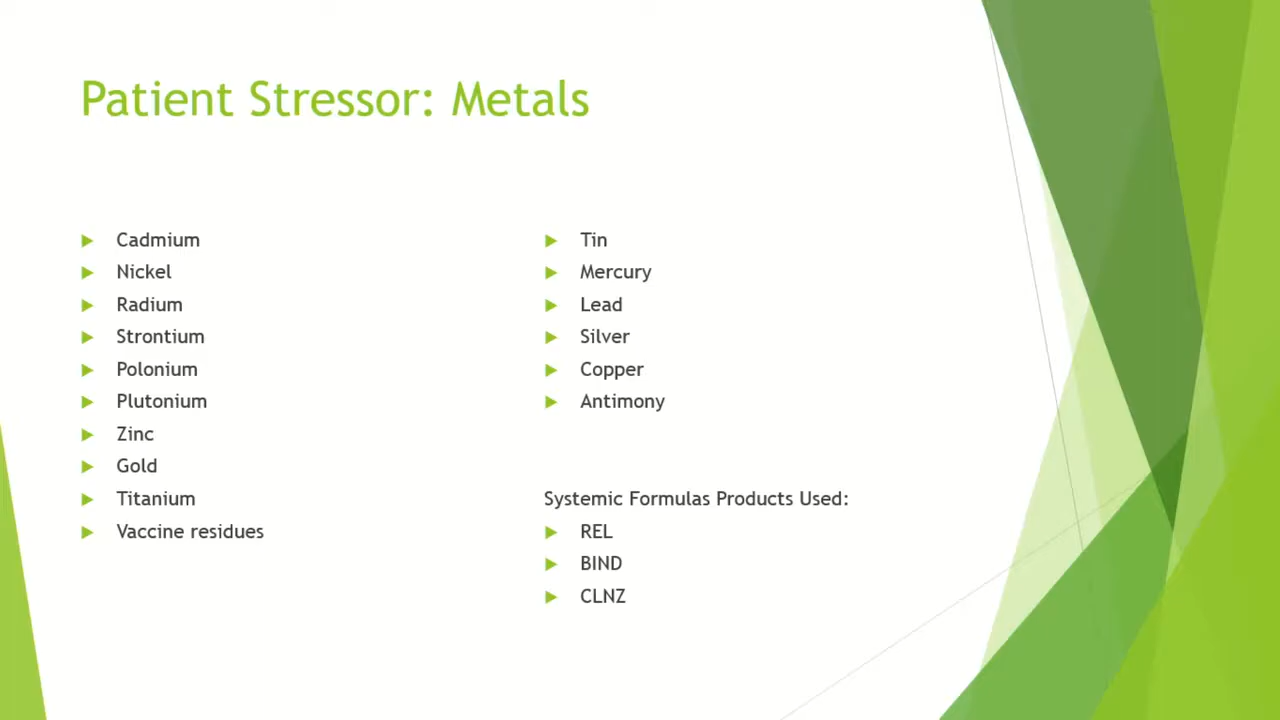 Patient Stressor: Metals
Cadmium
Nickel
Radium
Strontium
Polonium
Plutonium
Zinc
Gold
Titanium
Vaccine residues
Tin
Mercury
Lead
Silver
Copper
Antimony
Systemic Formulas Products Used:
REL
BIND
CLNZ